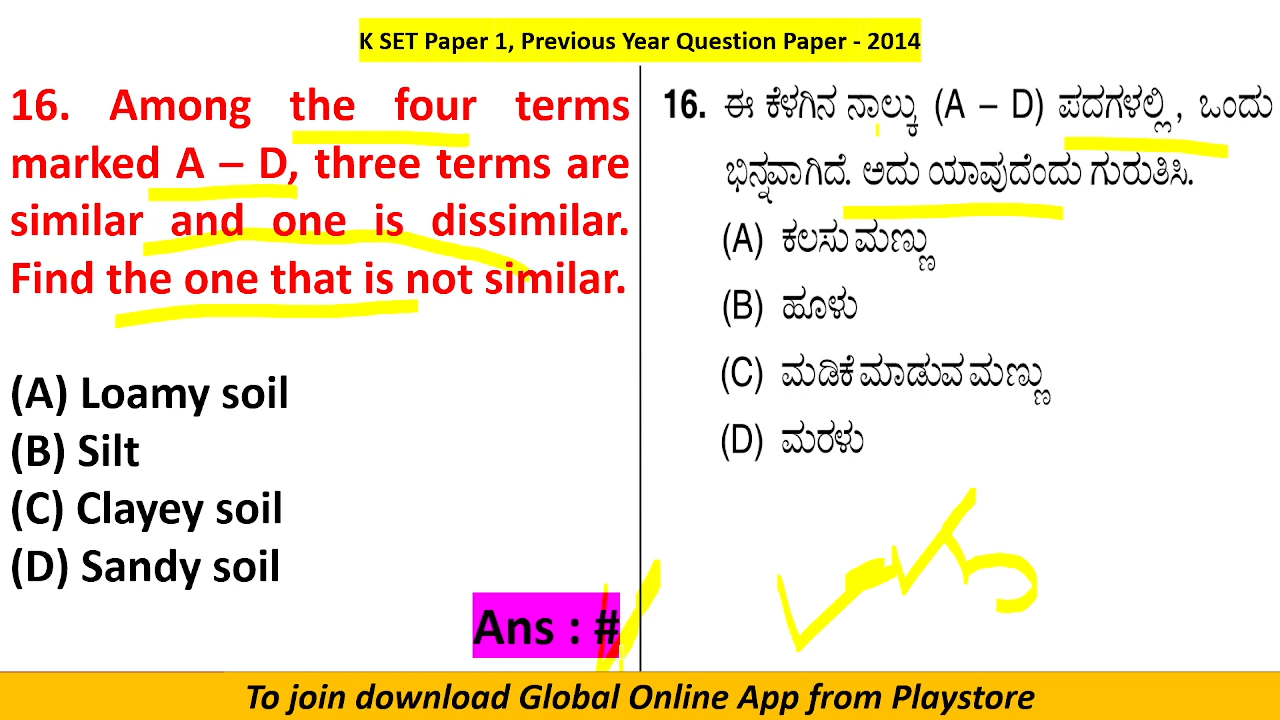 K SET Paper 1, Previous Year Question Paper - 2014
16. Among the four terms
marked A – D, three terms are
similar and one is dissimilar.
Find the one that is not similar.
(A) Loamy soil
(B) Silt
(C) Clayey soil
(D) Sandy soil
Ans : #
16. ಈ ಕೆಳಗಿನ ನಾಲ್ಕು (A – D) ಪದಗಳಲ್ಲಿ, ಒಂದು
ಭಿನ್ನವಾಗಿದೆ. ಅದು ಯಾವುದೆಂದು ಗುರುತಿಸಿ.
(A) ಕಲಸು ಮಣ್ಣು
(B) ಹೂಳು
(C) ಮಡಿಕೆ ಮಾಡುವ ಮಣ್ಣು
(D) ಮರಳು
To join download Global Online App from Playstore